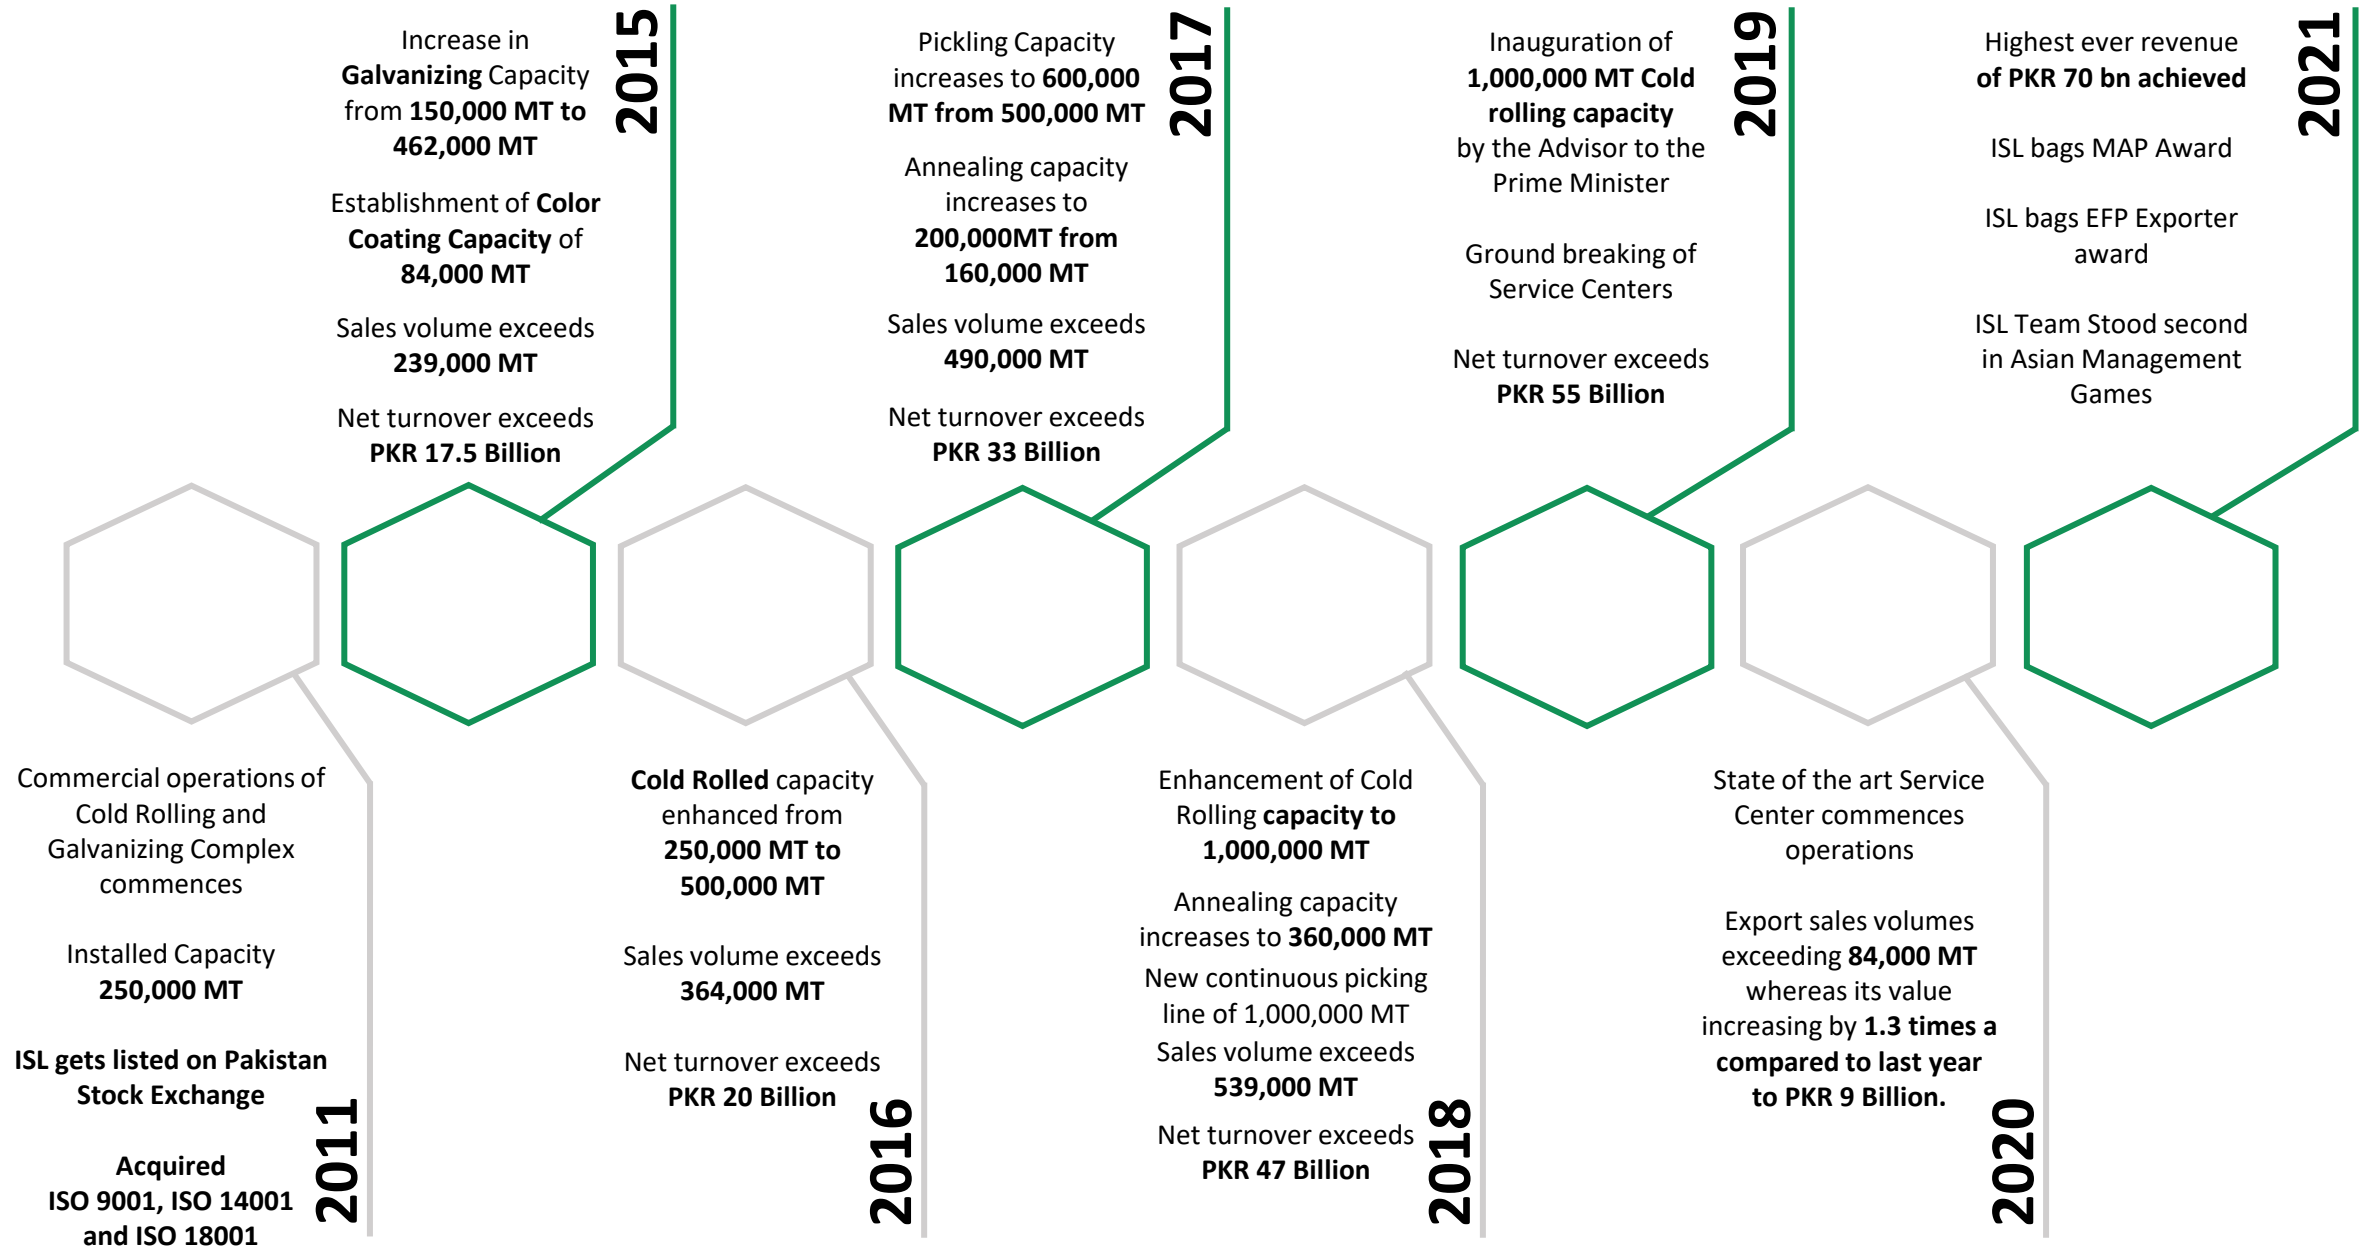 Increase in
Galvanizing Capacity
from 150,000 MT to
462,000 MT
Establishment of Color
Coating Capacity of
84,000 MT
Sales volume exceeds
239,000 MT
Net turnover exceeds
PKR 17.5 Billion
2015
Pickling Capacity
increases to 600,000
MT from 500,000 MT
Annealing capacity
increases to
200,000MT from
160,000 MT
Sales volume exceeds
490,000 MT
Net turnover exceeds
PKR 33 Billion
2017
Inauguration of
1,000,000 MT Cold
rolling capacity
by the Advisor to the
Prime Minister
Ground breaking of
Service Centers
Net turnover exceeds
PKR 55 Billion
2019
Highest ever revenue
of PKR 70 bn achieved
ISL bags MAP Award
ISL bags EFP Exporter
award
ISL Team Stood second
in Asian Management
Games
2021
Commercial operations of
Cold Rolling and
Galvanizing Complex
commences
Installed Capacity
250,000 MT
ISL gets listed on Pakistan
Stock Exchange
Acquired
ISO 9001, ISO 14001
and ISO 18001
2011
Cold Rolled capacity
enhanced from
250,000 MT to
500,000 MT
Sales volume exceeds
364,000 MT
Net turnover exceeds
PKR 20 Billion
2016
Enhancement of Cold
Rolling capacity to
1,000,000 MT
Annealing capacity
increases to 360,000 MT
New continuous picking
line of 1,000,000 MT
Sales volume exceeds
539,000 MT
Net turnover exceeds
PKR 47 Billion
2018
State of the art Service
Center commences
operations
Export sales volumes
exceeding 84,000 MT
whereas its value
increasing by 1.3 times a
compared to last year
to PKR 9 Billion.
2020